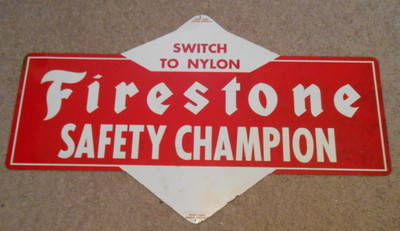 SWITCH
TO NYLON
Firestone
SAFETY CHAMPION